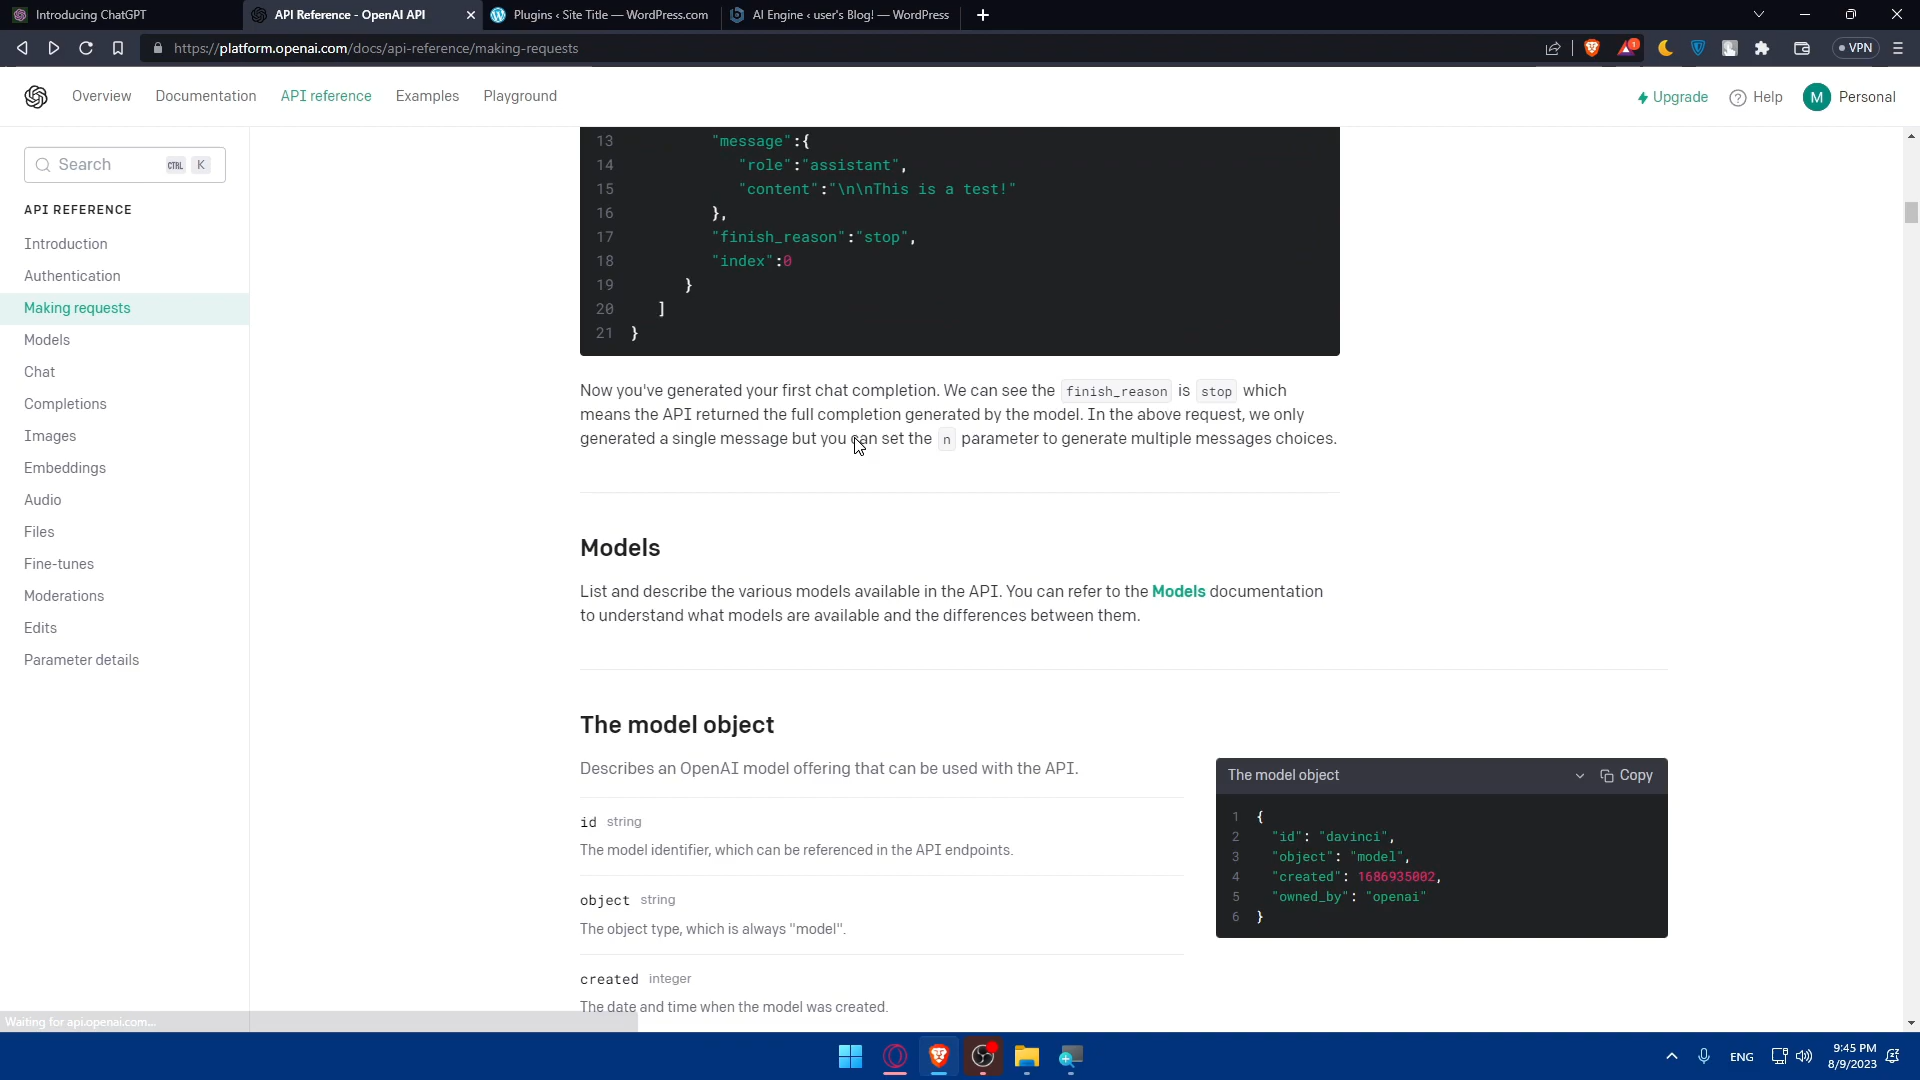 Introducing ChatGPT
API Reference - OpenAI API
Plugins ‹ Site Title — WordPress.com
AI Engine ‹ user's Blog! — WordPress
https://platform.openai.com/docs/api-reference/making-requests
1
VPN
Overview
Documentation
API reference
Examples
Playground
Upgrade
Help
M
Personal
Search
CTRL
K
API REFERENCE
Introduction
Authentication
Making requests
Models
Chat
Completions
Images
Embeddings
Audio
Files
Fine-tunes
Moderations
Edits
Parameter details
13 "message":{
14 "role":"assistant",
15 "content":"\n\nThis is a test!"
16 },
17 "finish_reason":"stop",
18 "index":0
19 }
20 ]
21 }
Now you've generated your first chat completion. We can see the finish_reason is stop which
means the API returned the full completion generated by the model. In the above request, we only
generated a single message but you can set the n parameter to generate multiple messages choices.
Models
List and describe the various models available in the API. You can refer to the Models documentation
to understand what models are available and the differences between them.
The model object
Describes an OpenAI model offering that can be used with the API.
id string
The model identifier, which can be referenced in the API endpoints.
object string
The object type, which is always "model".
created integer
The date and time when the model was created.
The model object
Copy
1 {
2 "id": "davinci",
3 "object": "model",
4 "created": 1686935002,
5 "owned_by": "openai"
6 }
Waiting for api.openai.com...
ENG
9:45 PM
8/9/2023